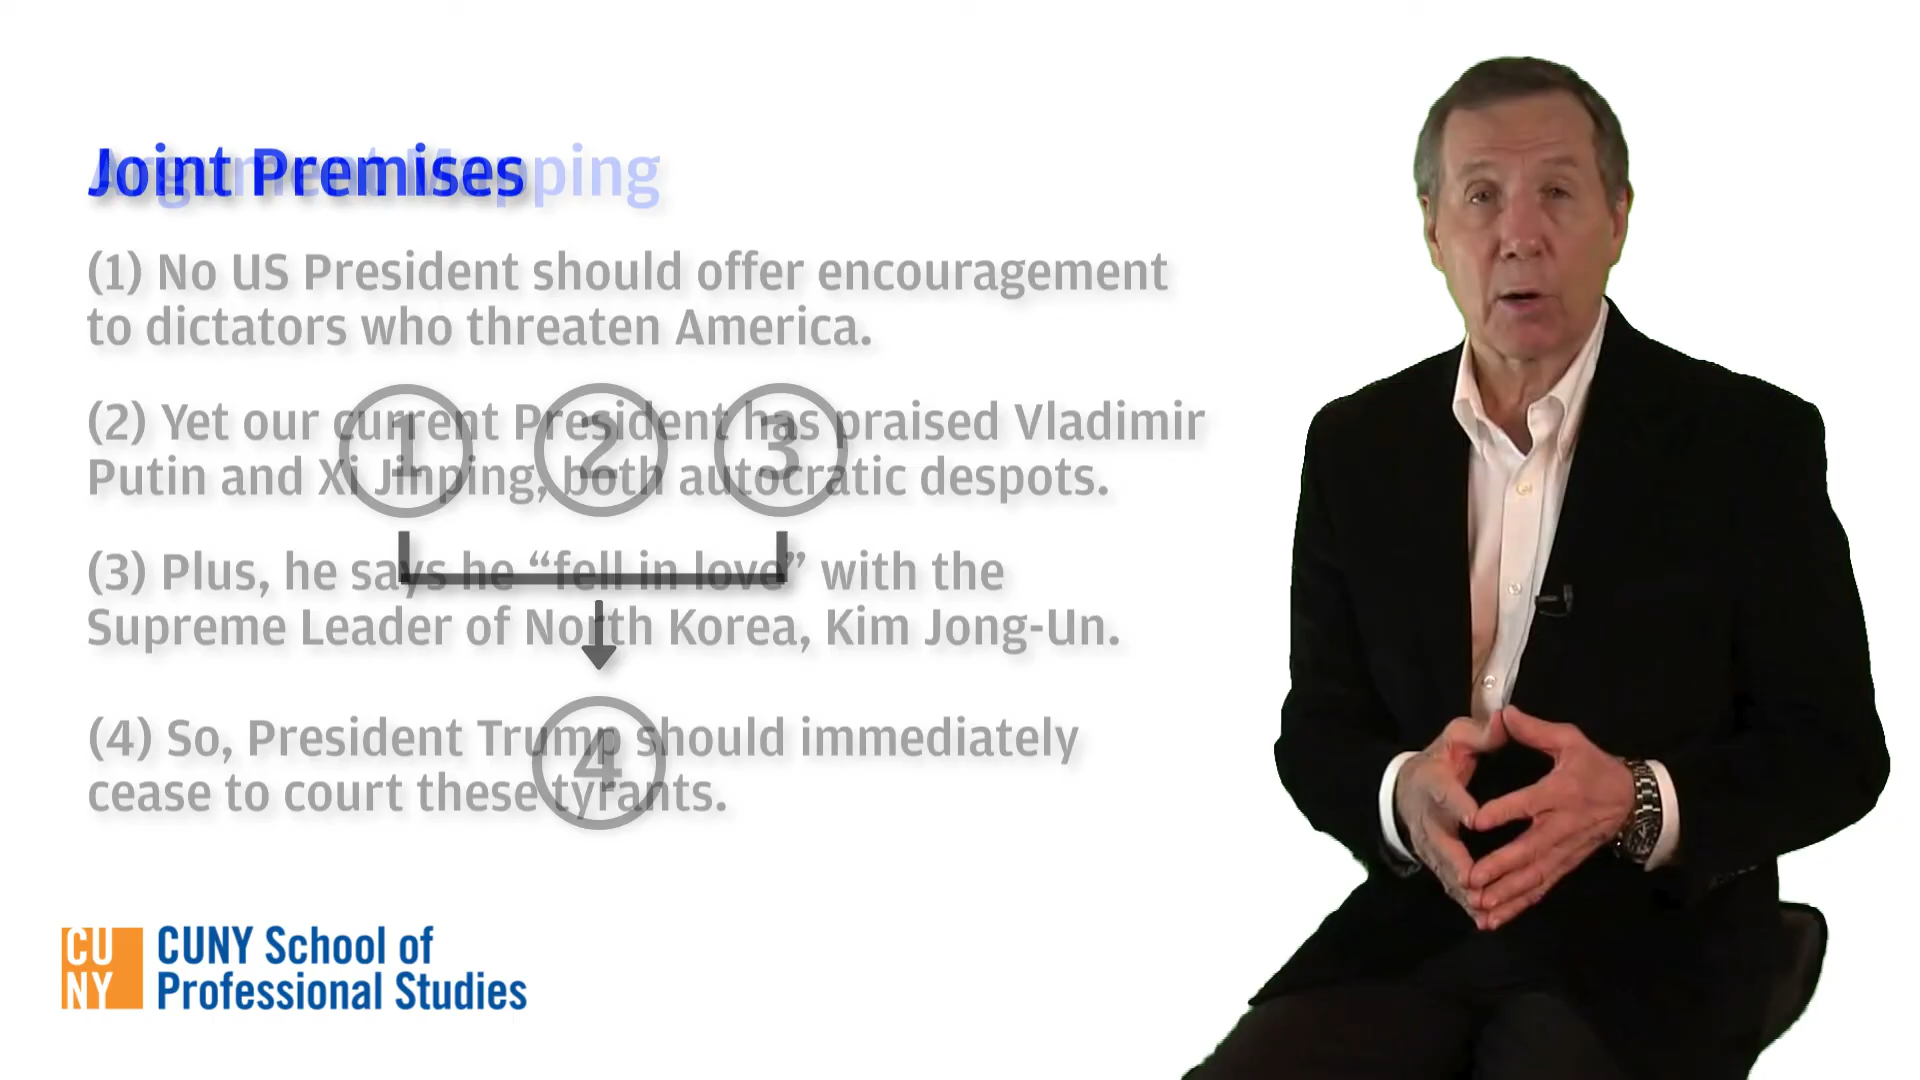 Joint Premises
Argument Mapping
(1) No US President should offer encouragement
to dictators who threaten America.
(2) Yet our current President has praised Vladimir
Putin and Xi Jinping, both autocratic despots.
1 2 3
(3) Plus, he says he “fell in love” with the
Supreme Leader of North Korea, Kim Jong-Un.
(4) So, President Trump should immediately
cease to court these tyrants.
4
CU
NY
CUNY School of
Professional Studies